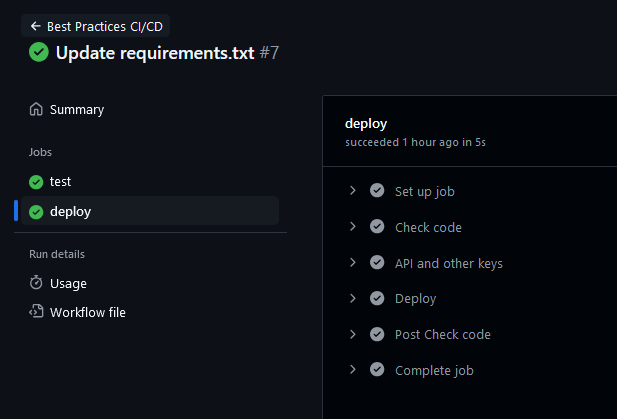 Best Practices CI/CD
Update requirements.txt #7
Summary
Jobs
test
deploy
Run details
Usage
Workflow file
deploy
succeeded 1 hour ago in 5s
Set up job
Check code
API and other keys
Deploy
Post Check code
Complete job